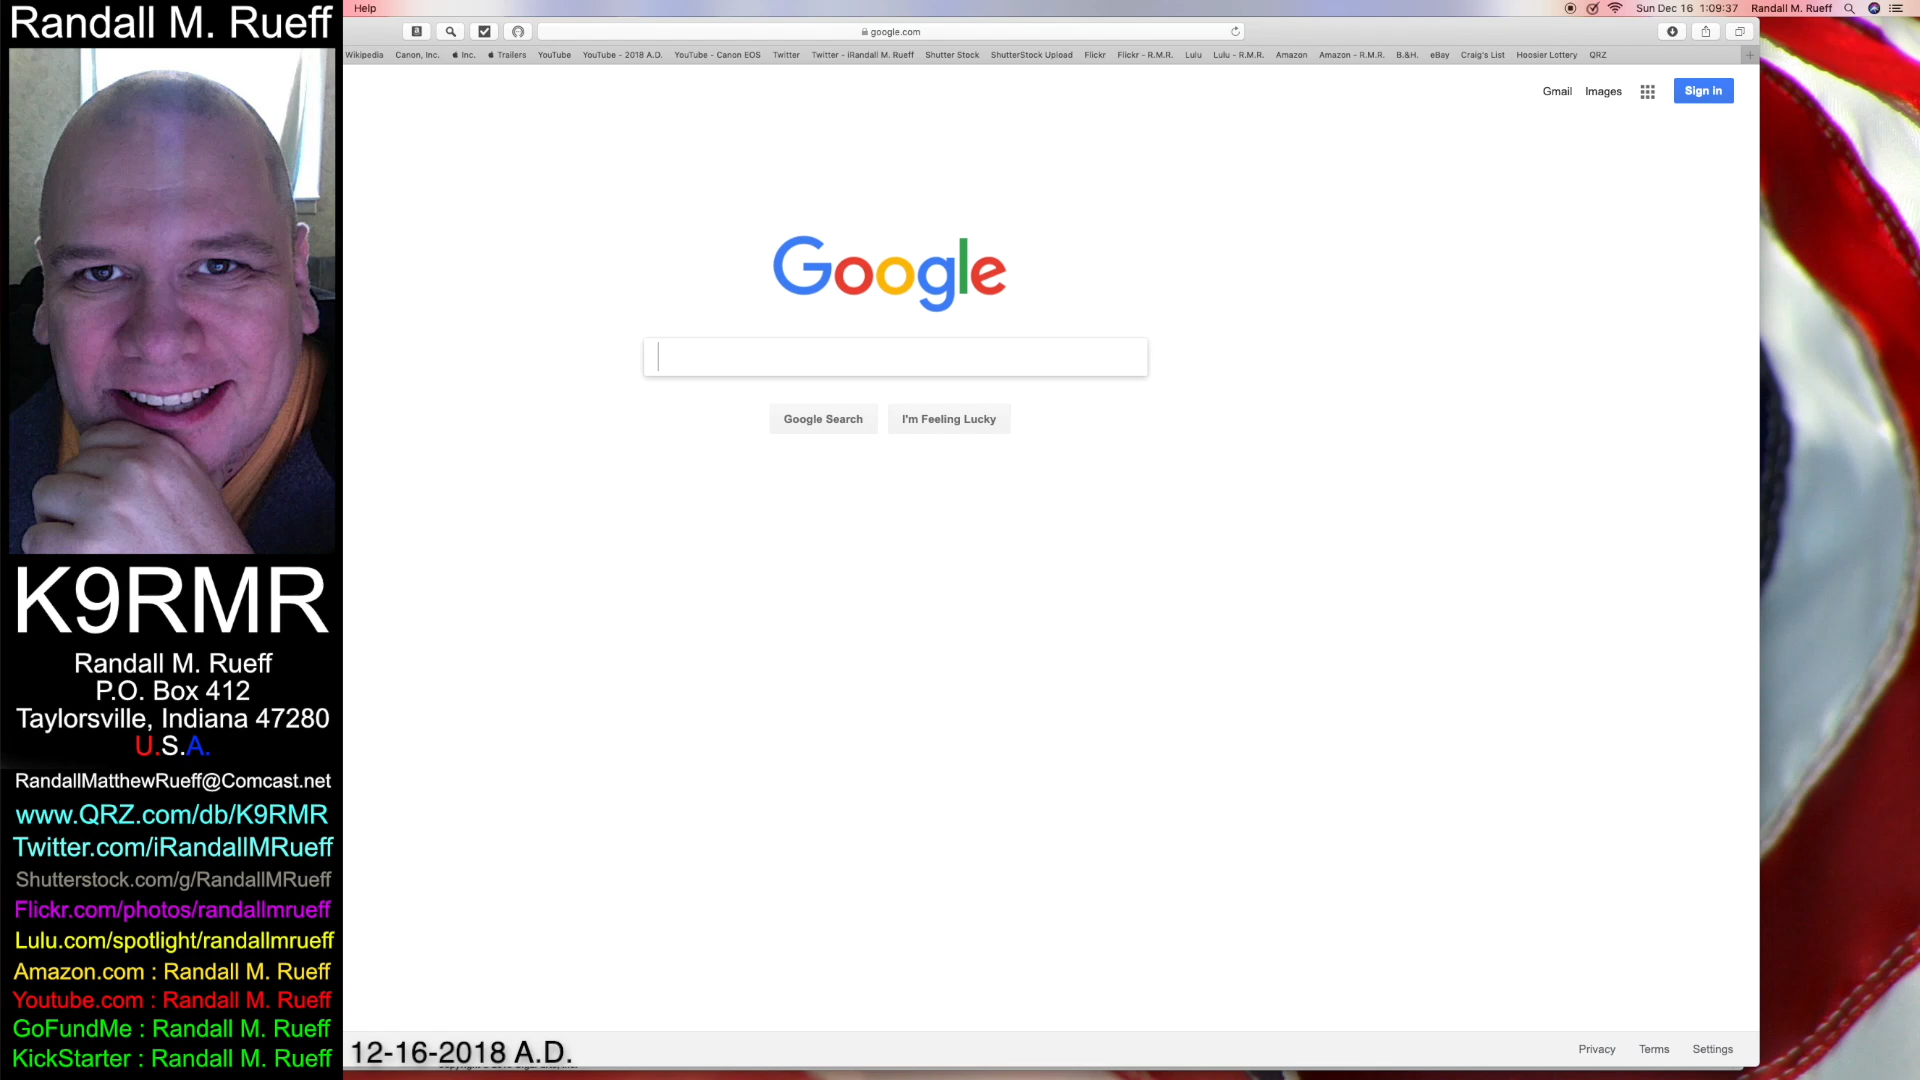 Randall M. Rueff
K9RMR
Randall M. Rueff
P.O. Box 412
Taylorsville, Indiana 47280
U.S.A.
RandallMatthewRueff@Comcast.net
www.QRZ.com/db/K9RMR
Twitter.com/iRandallMRueff
Shutterstock.com/g/RandallMRueff
Flickr.com/photos/randallmrueff
Lulu.com/spotlight/randallmrueff
Amazon.com : Randall M. Rueff
Youtube.com : Randall M. Rueff
GoFundMe : Randall M. Rueff
KickStarter : Randall M. Rueff
Help
Sun Dec 16 1:09:37 Randall M. Rueff
google.com
Wikipedia Canon, Inc. Inc. Trailers YouTube YouTube - 2018 A.D. YouTube - Canon EOS Twitter Twitter - iRandall M. Rueff Shutter Stock ShutterStock Upload Flickr Flickr - R.M.R. Lulu Lulu - R.M.R. Amazon Amazon - R.M.R. B.&H. eBay Craig's List Hoosier Lottery QRZ
Gmail Images Sign in
Google
Google Search I'm Feeling Lucky
12-16-2018 A.D.
Privacy Terms Settings